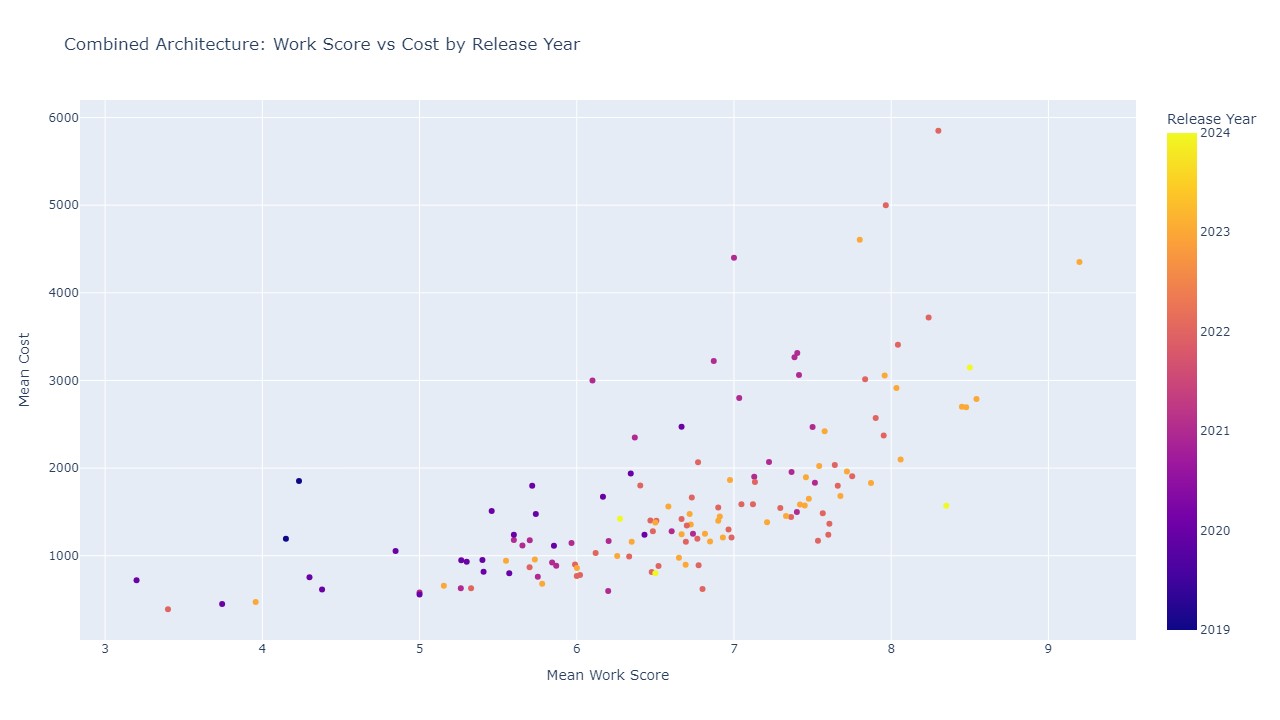 Combined Architecture: Work Score vs Cost by Release Year
Release Year
2024
2023
2022
2021
2020
2019
Mean Cost
6000
5000
4000
3000
2000
1000
3 4 5 6 7 8 9
Mean Work Score